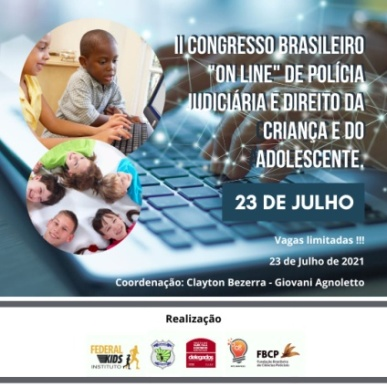 II CONGRESSO BRASILEIRO
"ON LINE" DE POLÍCIA
JUDICIÁRIA E DIREITO DA
CRIANÇA E DO
ADOLESCENTE,
23 DE JULHO
Vagas limitadas !!!
23 de Julho de 2021
Coordenação: Clayton Bezerra - Giovani Agnoletto
Realização
FEDERAL
KIDS
INSTITUTO
delegados
FBCP